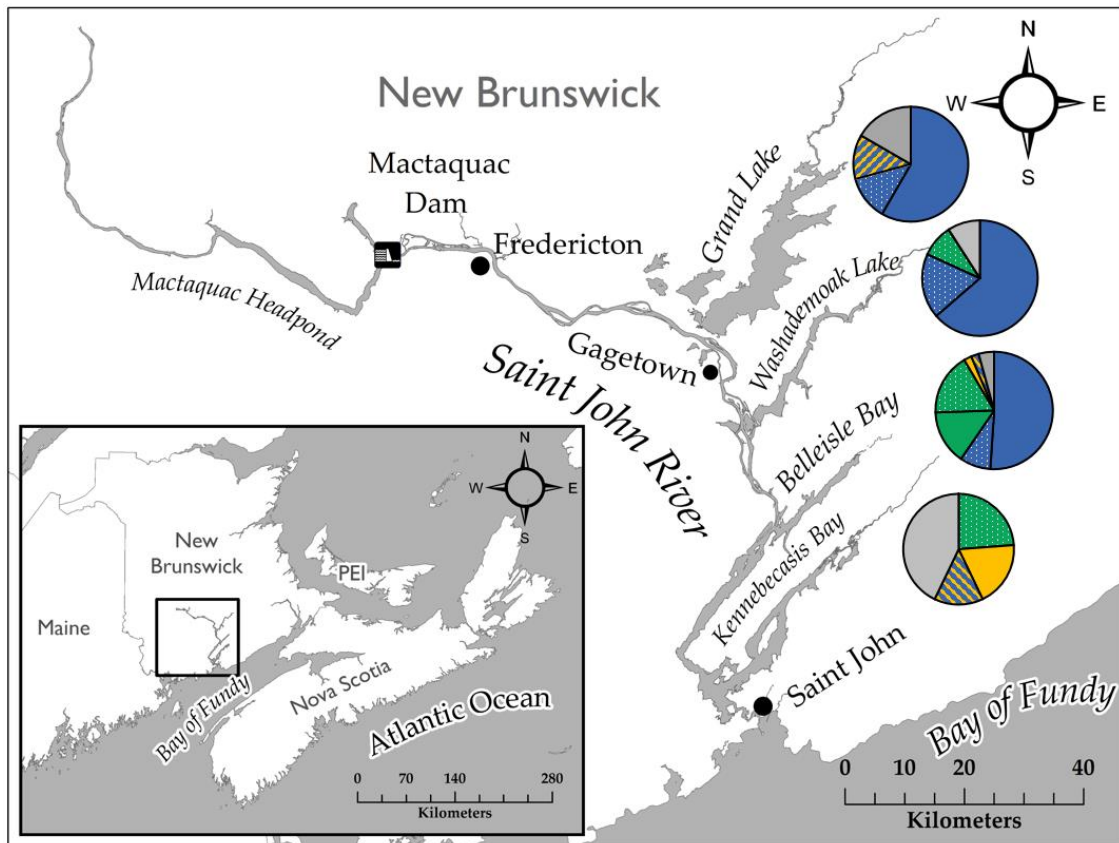 New Brunswick
N
W
E
S
Mactaquac
Dam
Fredericton
Grand Lake
Mactaquac Headpond
Washademoak Lake
Gagetown
Saint John River
Belleisle Bay
Kennebecasis Bay
Saint John
Bay of Fundy
0 10 20 40
Kilometers
N
W
E
S
New
Brunswick
PEI
Maine
Nova Scotia
Bay of Fundy
Atlantic Ocean
0 70 140 280
Kilometers